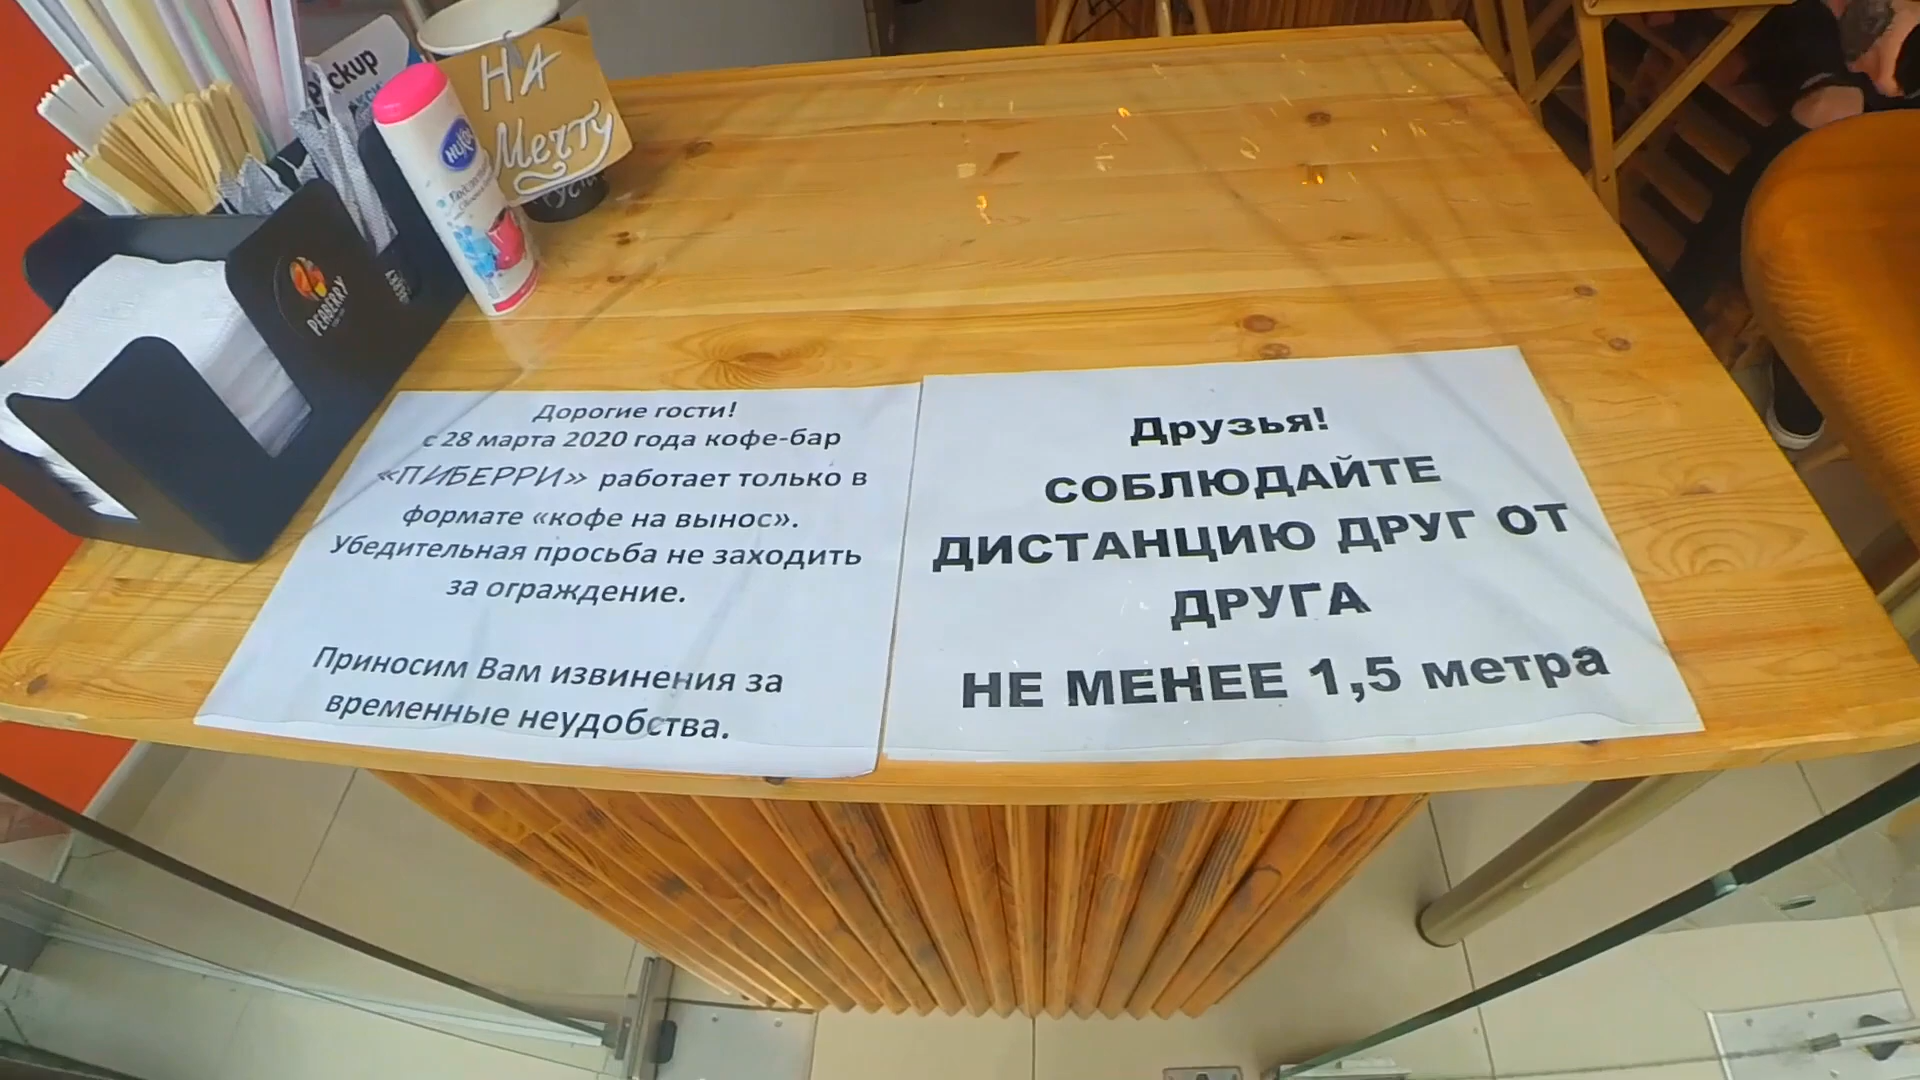 НА
Мечту
ckup
НИКОЛЬ
PEABERRY
Дорогие гости!
с 28 марта 2020 года кофе-бар
«ПИБЕРРИ» работает только в
формате «кофе на вынос».
Убедительная просьба не заходить
за ограждение.
Приносим Вам извинения за
временные неудобства.
Друзья!
СОБЛЮДАЙТЕ
ДИСТАНЦИЮ ДРУГ ОТ
ДРУГА
НЕ МЕНЕЕ 1,5 метра